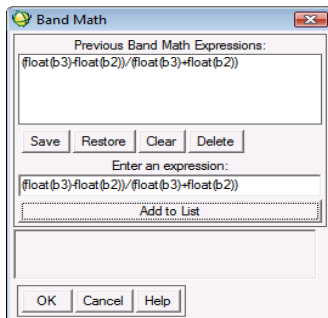 Band Math
Previous Band Math Expressions:
(float(b3)-float(b2))/(float(b3)+float(b2))
Save Restore Clear Delete
Enter an expression:
(float(b3)-float(b2))/(float(b3)+float(b2))
Add to List
OK Cancel Help